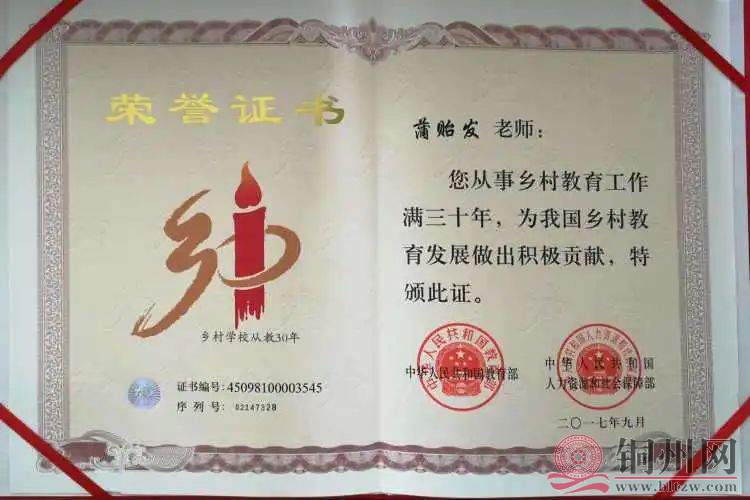 荣誉证书
乡村学校从教30年
证书编号:45098100003545
序列号:02147328
蒲贻发 老师:
您从事乡村教育工作
满三十年，为我国乡村教
育发展做出积极贡献，特
颁此证。
中华人民共和国教育部
中华人民共和国
人力资源和社会保障部
二〇一七年九月
铜州网
www.hltzw.com